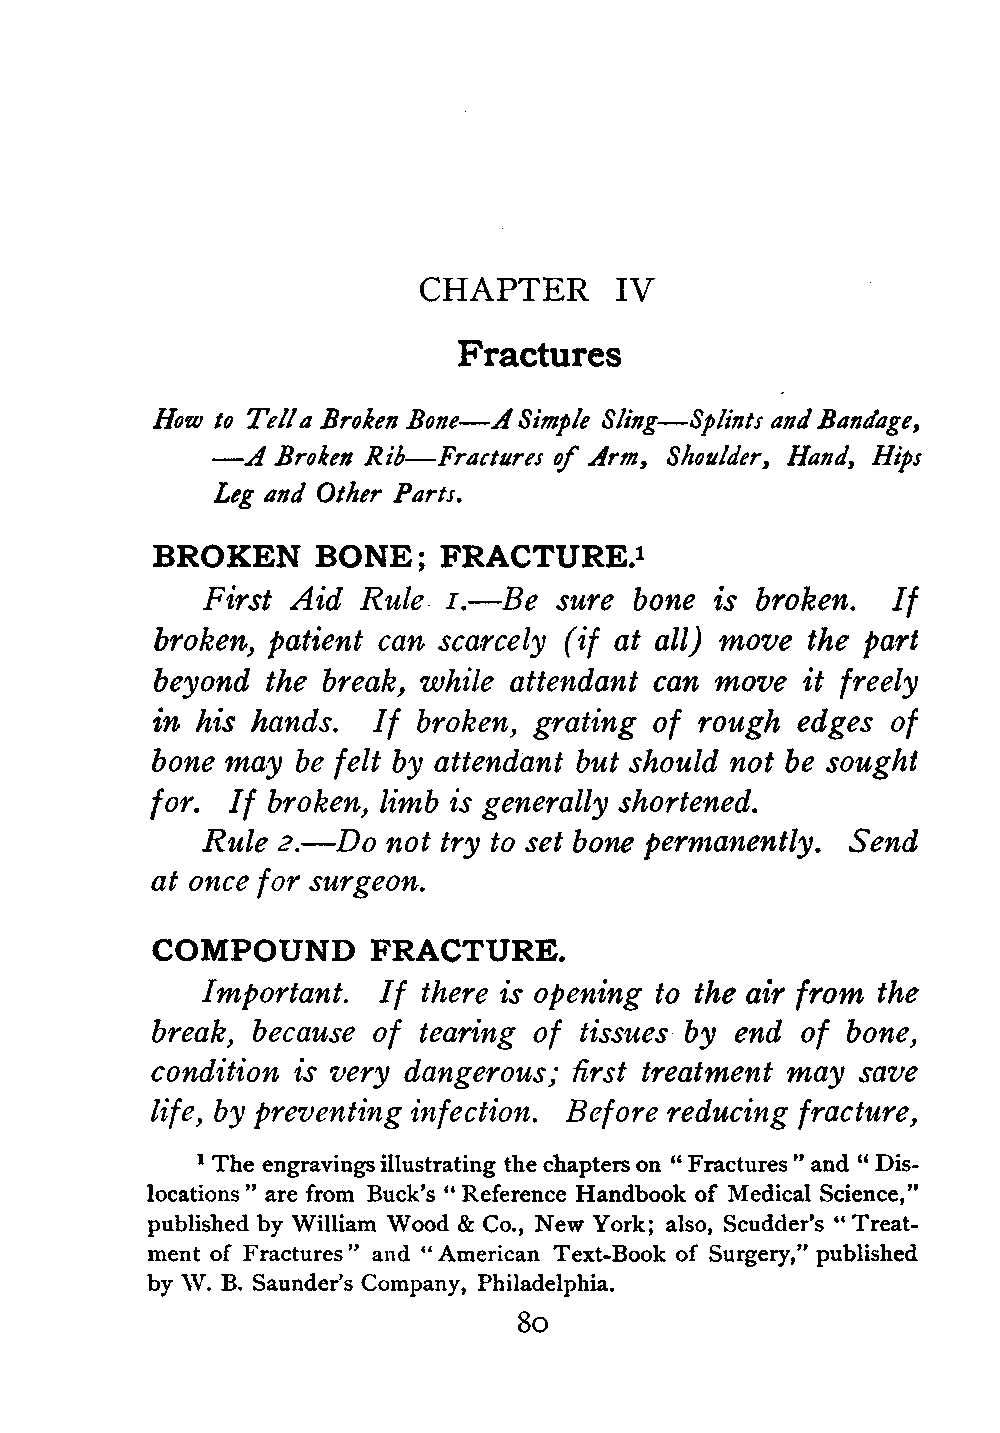 CHAPTER IV
Fractures
How to Tell a Broken Bone—A Simple Sling—Splints and Bandage,
—A Broken Rib—Fractures of Arm, Shoulder, Hand, Hips
Leg and Other Parts.
BROKEN BONE; FRACTURE.¹
First Aid Rule 1.—Be sure bone is broken. If
broken, patient can scarcely (if at all) move the part
beyond the break, while attendant can move it freely
in his hands. If broken, grating of rough edges of
bone may be felt by attendant but should not be sought
for. If broken, limb is generally shortened.
Rule 2.—Do not try to set bone permanently. Send
at once for surgeon.
COMPOUND FRACTURE.
Important. If there is opening to the air from the
break, because of tearing of tissues by end of bone,
condition is very dangerous; first treatment may save
life, by preventing infection. Before reducing fracture,
¹ The engravings illustrating the chapters on "Fractures" and "Dis-
locations" are from Buck's "Reference Handbook of Medical Science,"
published by William Wood & Co., New York; also, Scudder's "Treat-
ment of Fractures" and "American Text-Book of Surgery," published
by W. B. Saunder's Company, Philadelphia.
80